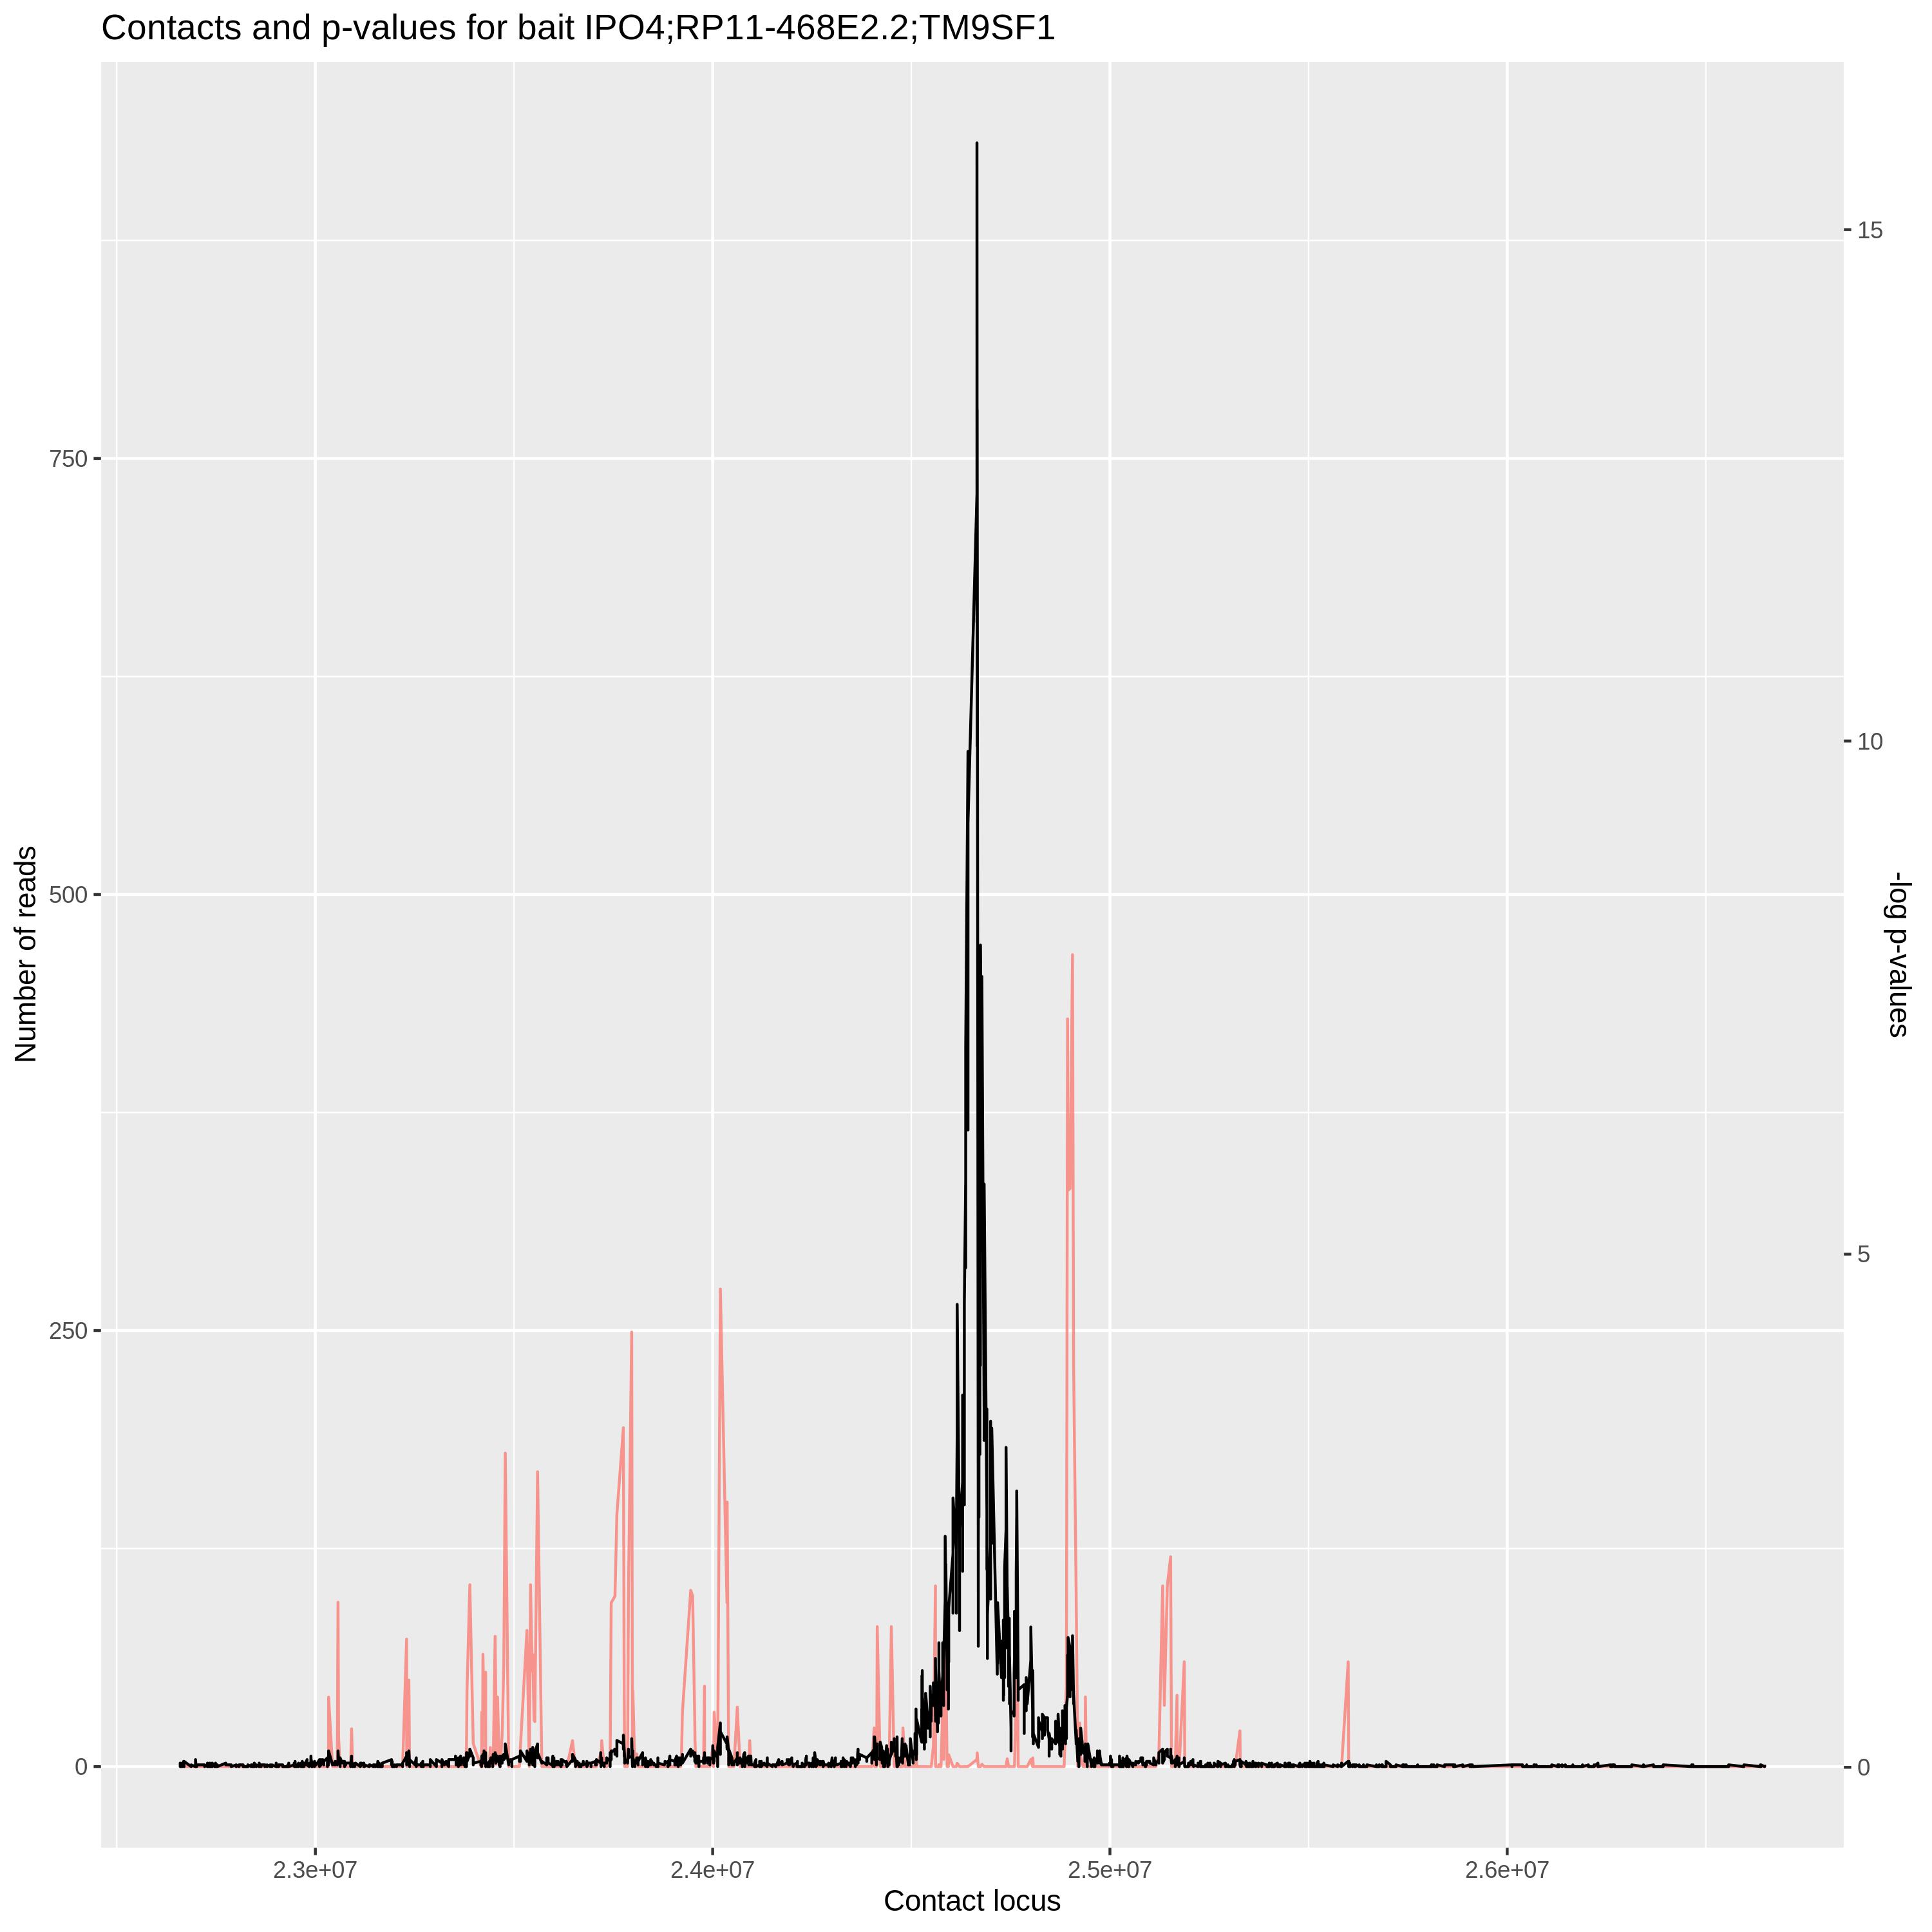 Contacts and p-values for bait IPO4;RP11-468E2.2;TM9SF1
Number of reads
750
500
250
0
15
10
5
0
-log p-values
2.3e+07
2.4e+07
2.5e+07
2.6e+07
Contact locus